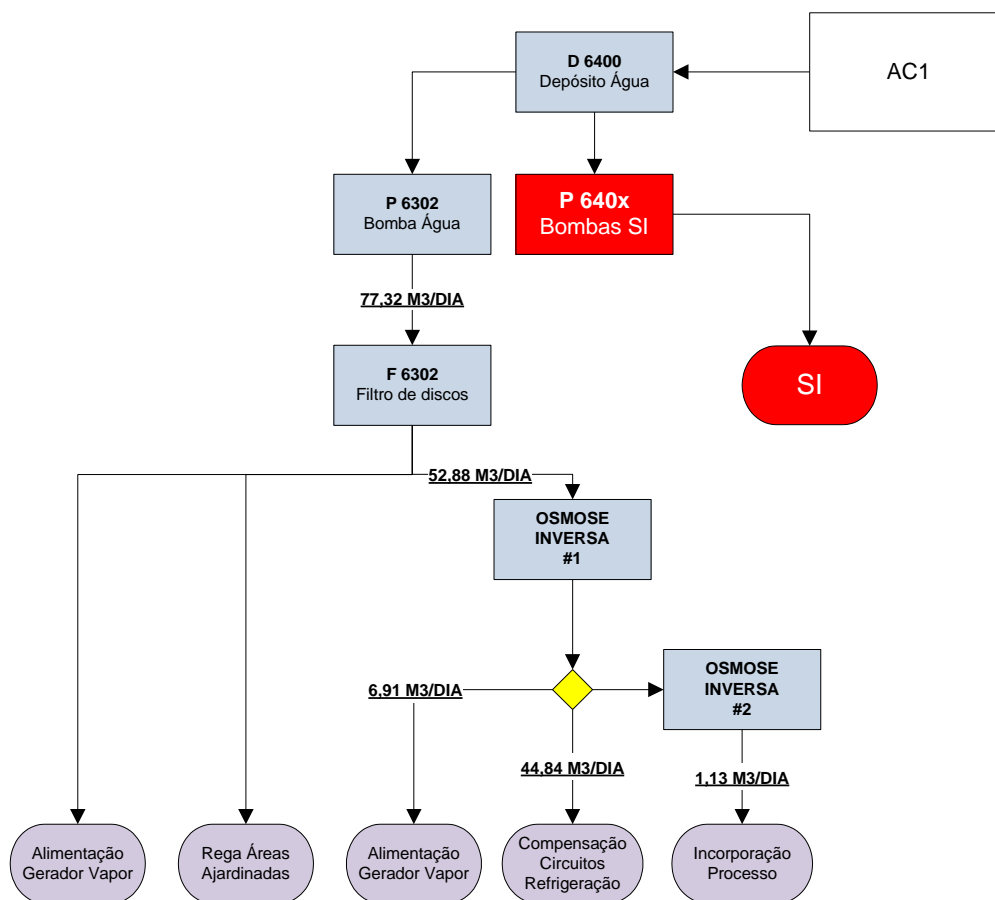 D 6400
Depósito Água
AC1
P 6302
Bomba Água
P 640x
Bombas SI
77,32 M3/DIA
F 6302
Filtro de discos
SI
52,88 M3/DIA
OSMOSE
INVERSA
#1
OSMOSE
INVERSA
#2
6,91 M3/DIA
44,84 M3/DIA
1,13 M3/DIA
Alimentação
Gerador Vapor
Rega Áreas
Ajardinadas
Alimentação
Gerador Vapor
Compensação
Circuitos
Refrigeração
Incorporação
Processo